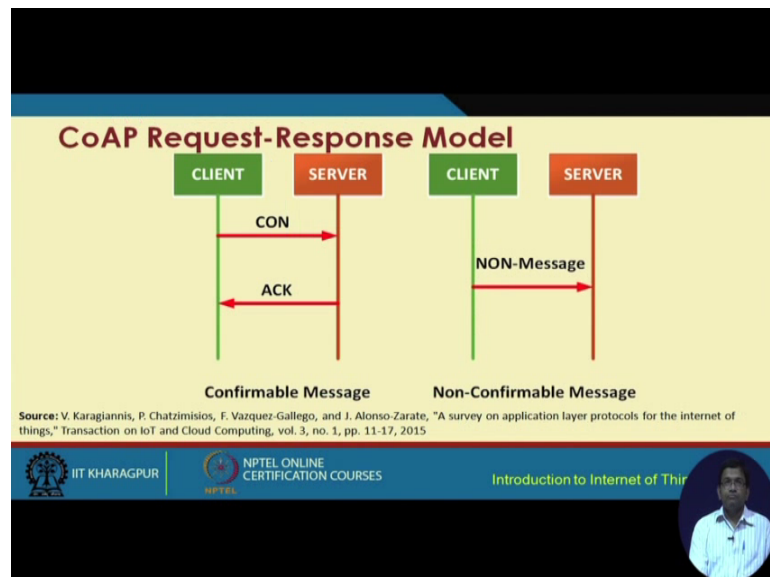 CoAP Request-Response Model
CLIENT
SERVER
CON
ACK
Confirmable Message
CLIENT
SERVER
NON-Message
Non-Confirmable Message
Source: V. Karagiannis, P. Chatzimisios, F. Vazquez-Gallego, and J. Alonso-Zarate, "A survey on application layer protocols for the internet of
things," Transaction on IoT and Cloud Computing, vol. 3, no. 1, pp. 11-17, 2015
IIT KHARAGPUR
NPTEL
NPTEL ONLINE
CERTIFICATION COURSES
Introduction to Internet of Thi